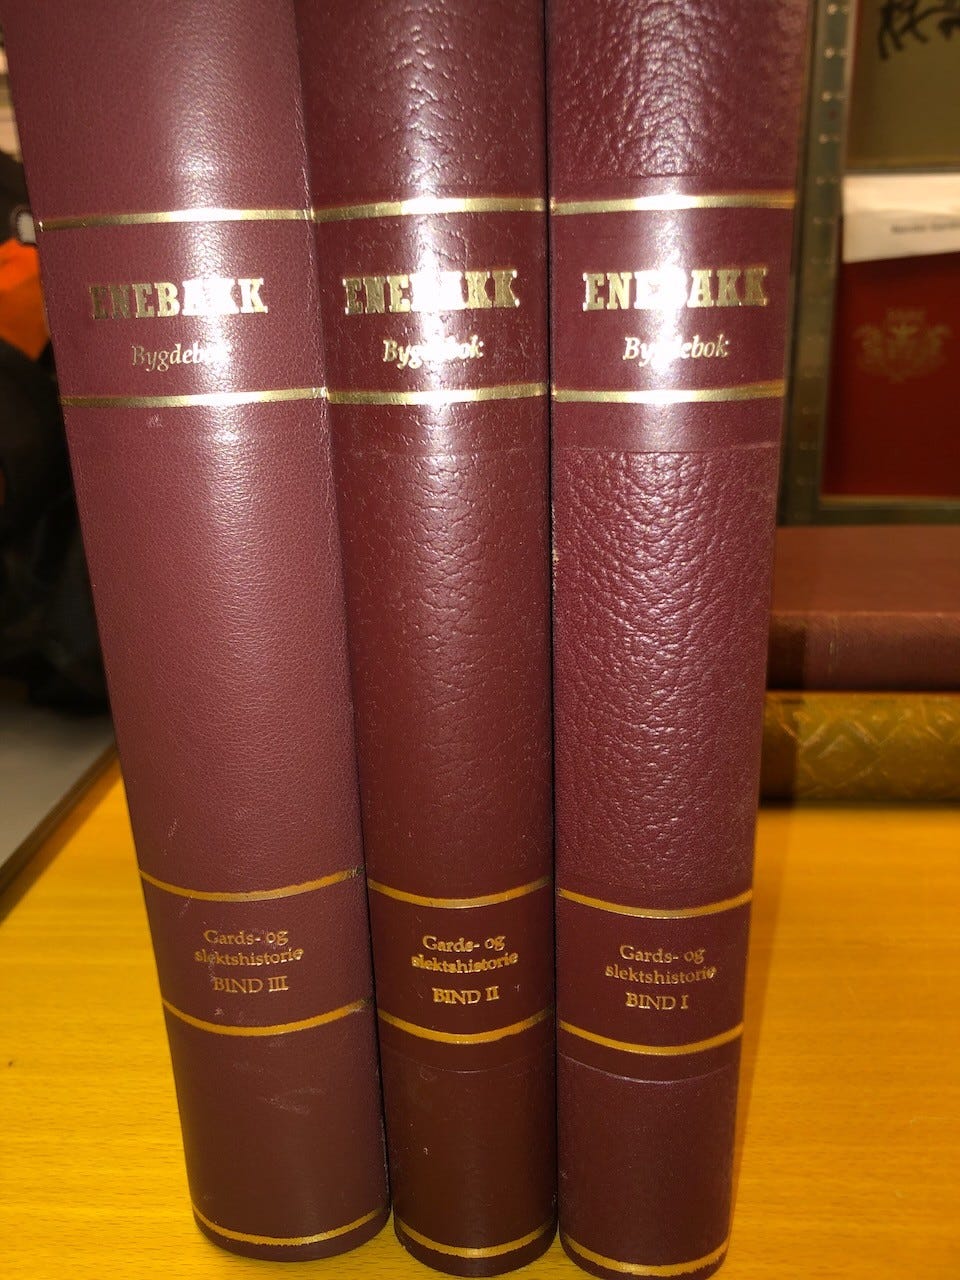 ENEBAKK
Bygdebok
Gards- og
slektshistorie
BIND III
ENEBAKK
Bygdebok
Gards- og
slektshistorie
BIND II
ENEBAKK
Bygdebok
Gards- og
slektshistorie
BIND I